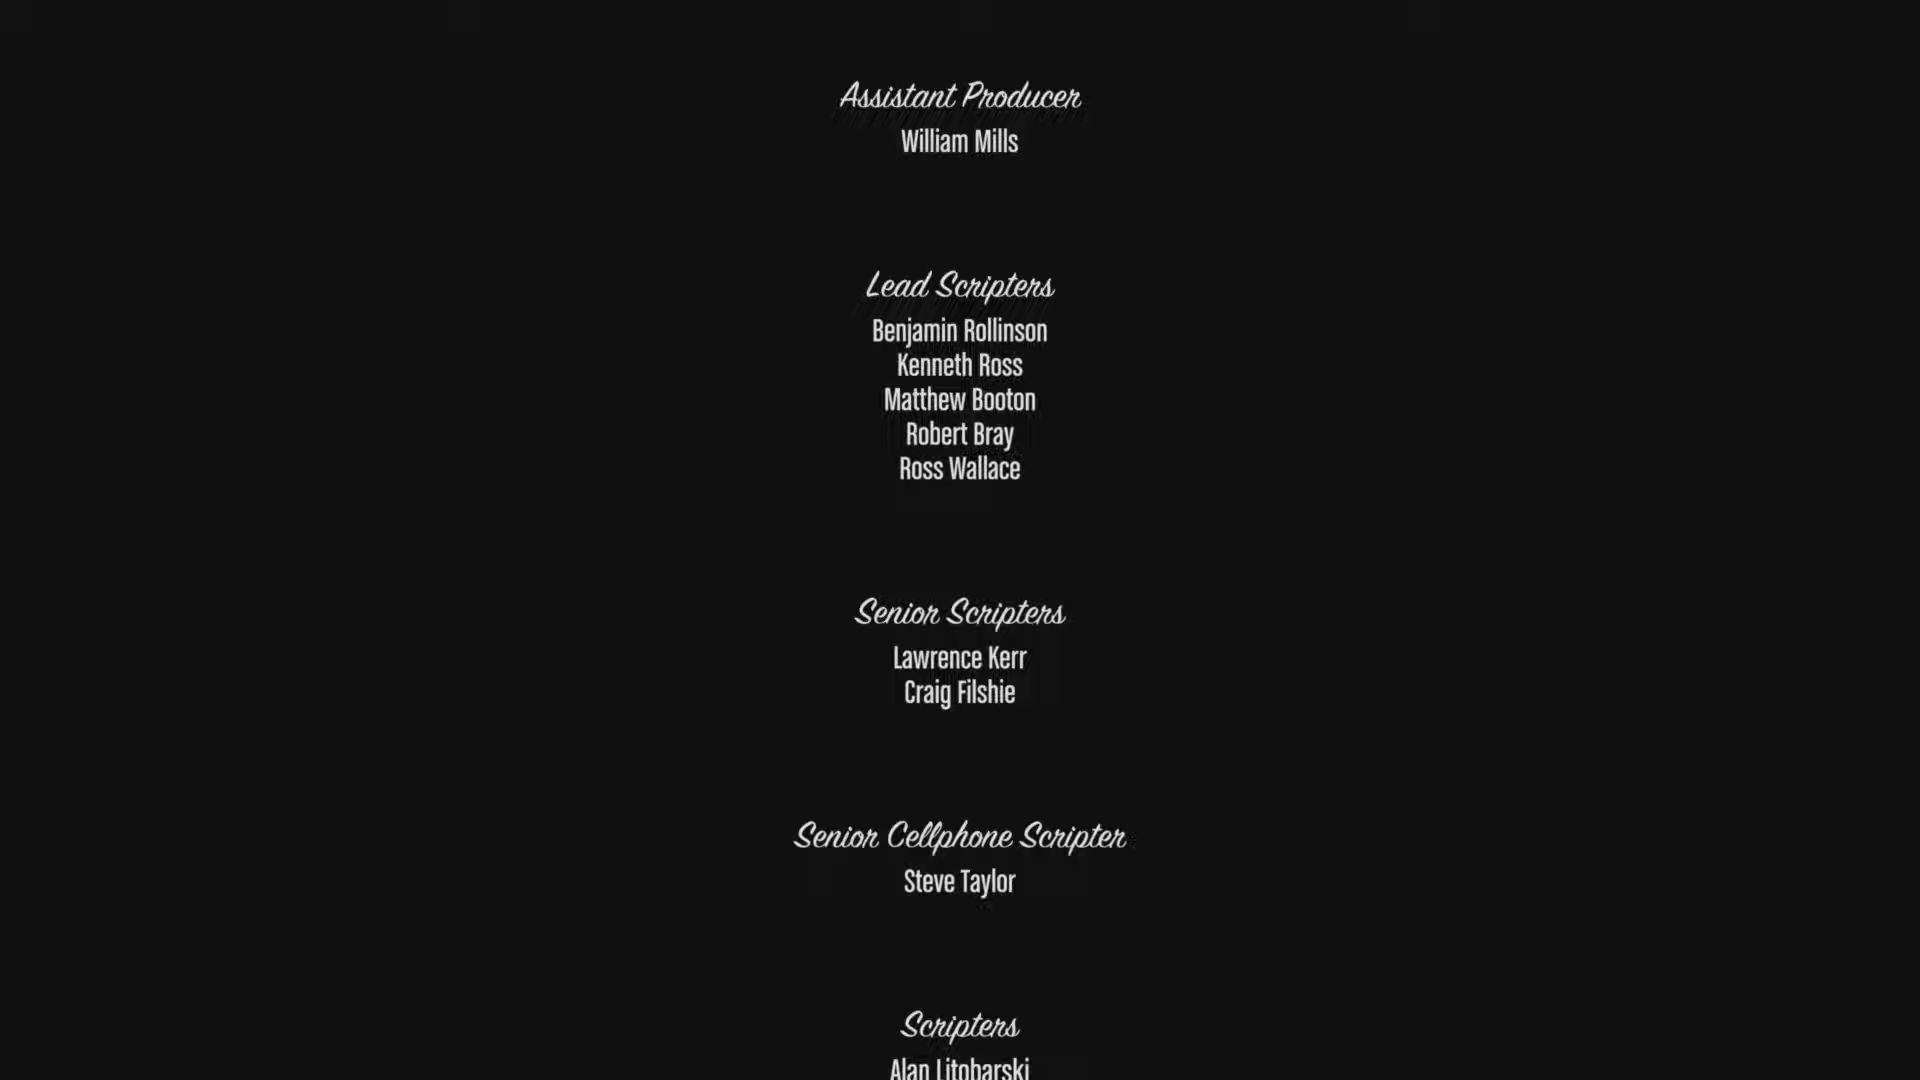 Assistant Producer
William Mills
Lead Scripters
Benjamin Rollinson
Kenneth Ross
Matthew Booton
Robert Bray
Ross Wallace
Senior Scripters
Lawrence Kerr
Craig Filshie
Senior Cellphone Scripter
Steve Taylor
Scripters
Alan Litobarski